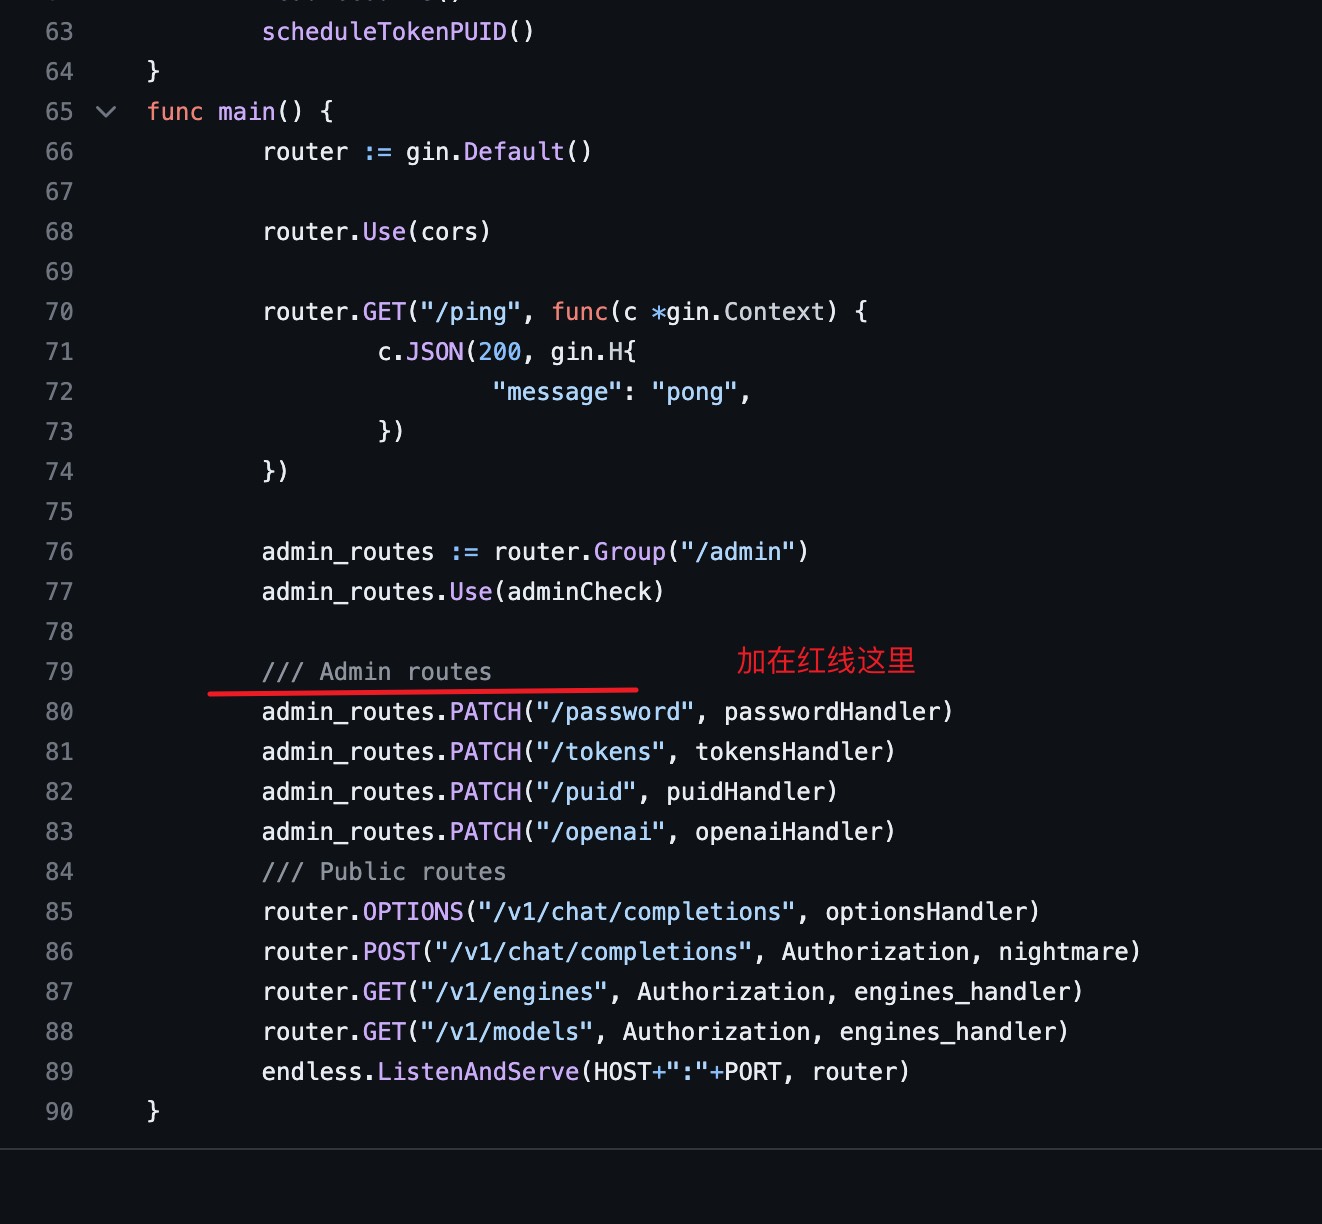 63 scheduleTokenPUID()
64 }
65 func main() {
66 router := gin.Default()
67
68 router.Use(cors)
69
70 router.GET("/ping", func(c *gin.Context) {
71 c.JSON(200, gin.H{
72 "message": "pong",
73 })
74 })
75
76 admin_routes := router.Group("/admin")
77 admin_routes.Use(adminCheck)
78
加在红线这里
79 /// Admin routes
80 admin_routes.PATCH("/password", passwordHandler)
81 admin_routes.PATCH("/tokens", tokensHandler)
82 admin_routes.PATCH("/puid", puidHandler)
83 admin_routes.PATCH("/openai", openaiHandler)
84 /// Public routes
85 router.OPTIONS("/v1/chat/completions", optionsHandler)
86 router.POST("/v1/chat/completions", Authorization, nightmare)
87 router.GET("/v1/engines", Authorization, engines_handler)
88 router.GET("/v1/models", Authorization, engines_handler)
89 endless.ListenAndServe(HOST+":"+PORT, router)
90 }